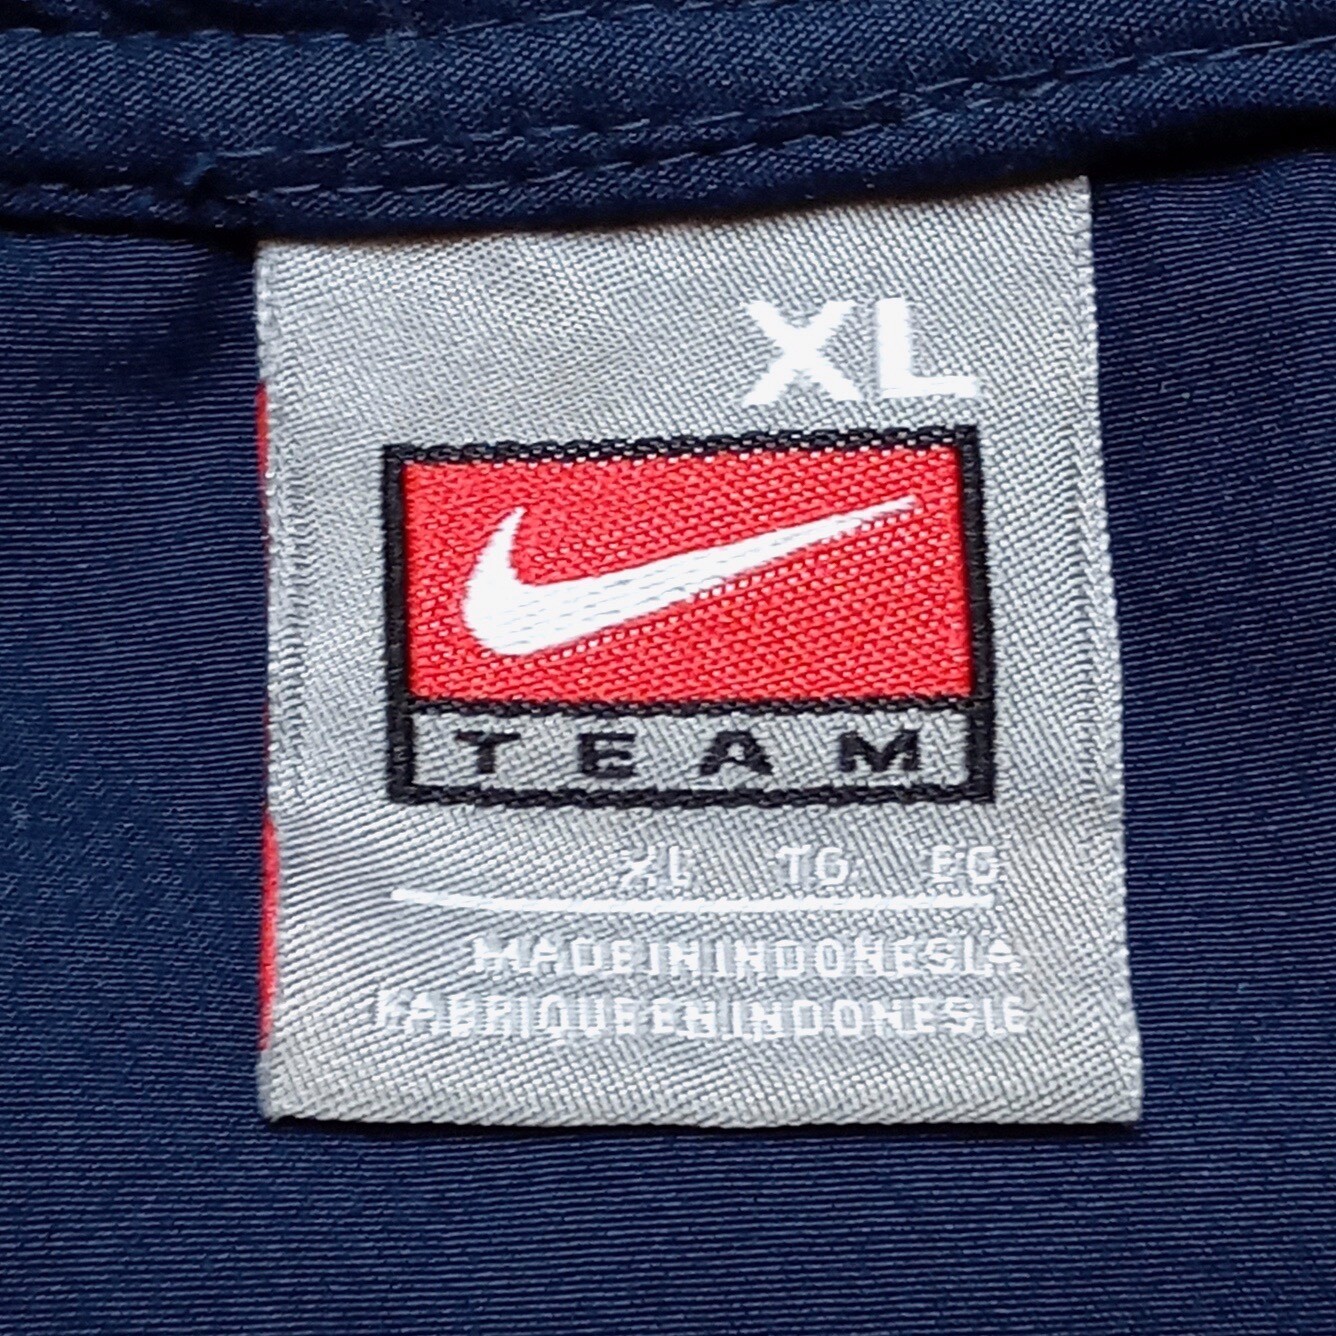 XL
TEAM
XL TG EG
MADE IN INDONESIA
FABRIQUE EN INDONESIE